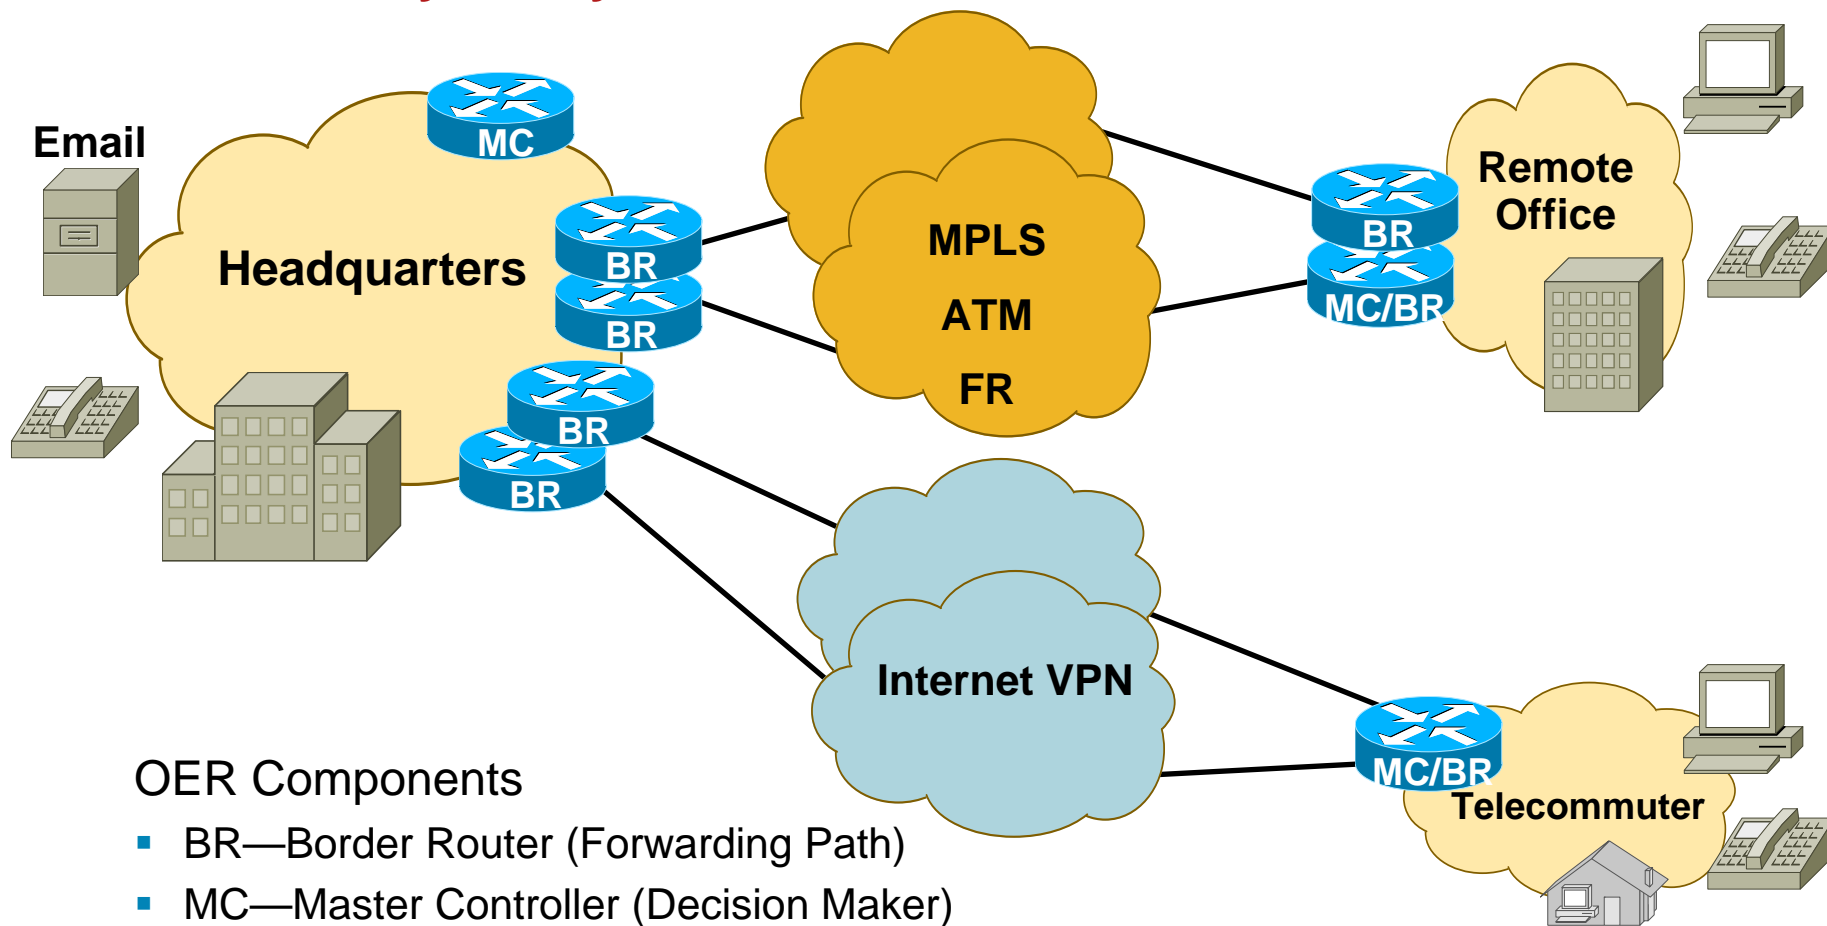 Email
MC
Headquarters
BR
BR
BR
BR
MPLS
ATM
FR
BR
MC/BR
Remote
Office
Internet VPN
MC/BR
Telecommuter
OER Components
▪ BR—Border Router (Forwarding Path)
▪ MC—Master Controller (Decision Maker)